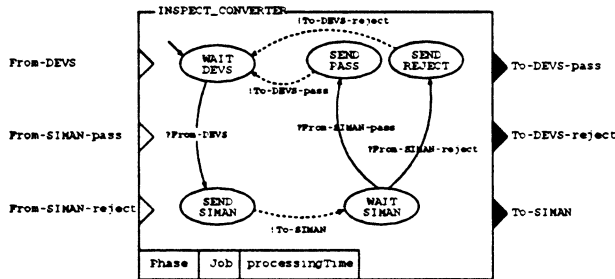 INSPECT_CONVERTER
!To-DEVS-reject
From-DEVS
WAIT
DEVS
SEND
PASS
SEND
REJECT
To-DEVS-pass
!To-DEVS-pass
From-SIMAN-pass
?From-DEVS
?From-SIMAN-pass
To-DEVS-reject
?From-SIMAN-reject
From-SIMAN-reject
SEND
SIMAN
WAIT
SIMAN
To-SIMAN
!To-SIMAN
Phase Job processingTime